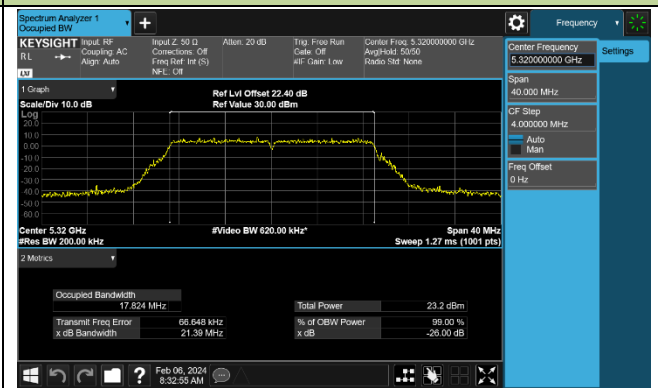 Spectrum Analyzer 1
Occupied BW
+
Frequency
KEYSIGHT
RL
LXI
Input: RF
Coupling: AC
Align: Auto
Input Z: 50 Ω
Corrections: Off
Freq Ref: Int (S)
NFE: Off
Atten: 20 dB
Trig: Free Run
Gate: Off
#IF Gain: Low
Center Freq: 5.320000000 GHz
Avg|Hold: 50/50
Radio Std: None
Center Frequency
5.320000000 GHz
Settings
Span
40.000 MHz
CF Step
4.000000 MHz
Auto
Man
Freq Offset
0 Hz
1 Graph
Scale/Div 10.0 dB
Ref Lvl Offset 22.40 dB
Ref Value 30.00 dBm
Log
20.0
10.0
0.00
-10.0
-20.0
-30.0
-40.0
-50.0
-60.0
Center 5.32 GHz
#Video BW 620.00 kHz*
Span 40 MHz
#Res BW 200.00 kHz
Sweep 1.27 ms (1001 pts)
2 Metrics
Occupied Bandwidth
17.824 MHz
Total Power 23.2 dBm
Transmit Freq Error 66.648 kHz
% of OBW Power 99.00 %
x dB Bandwidth 21.39 MHz
x dB -26.00 dB
?
Feb 06, 2024
8:32:55 AM